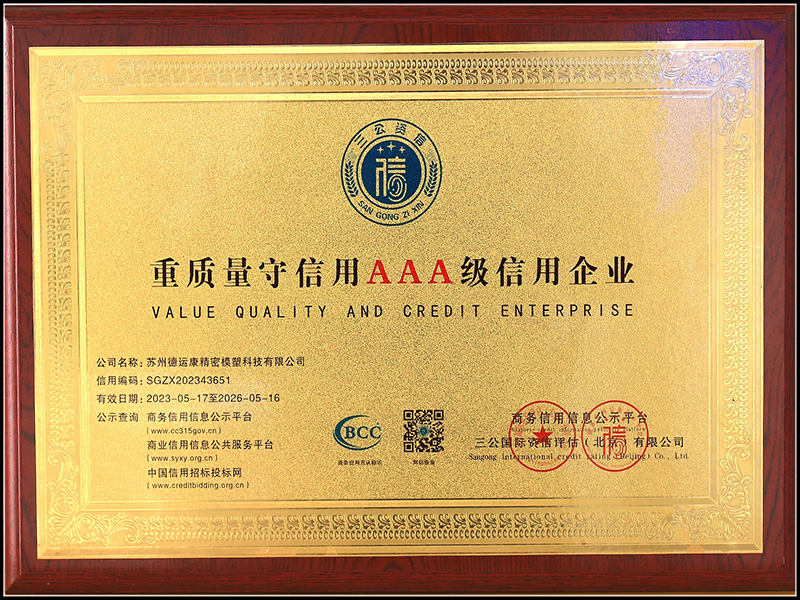 三公资信
信
SAN GONG ZI XIN
重质量守信用AAA级信用企业
VALUE QUALITY AND CREDIT ENTERPRISE
公司名称：苏州德运康精密模塑科技有限公司
信用编码：SGZX202343651
有效日期：2023-05-17至2026-05-16
公示查询 商务信用信息公示平台
（www.cc315gov.cn）
商业信用信息公共服务平台
（www.syxy.org.cn）
中国信用招标投标网
（www.creditbidding.org.cn）
BCC
商务信用信息公示平台
三公国际资信评估（北京）有限公司
Sangong International credit rating (Beijing) Co., Ltd.